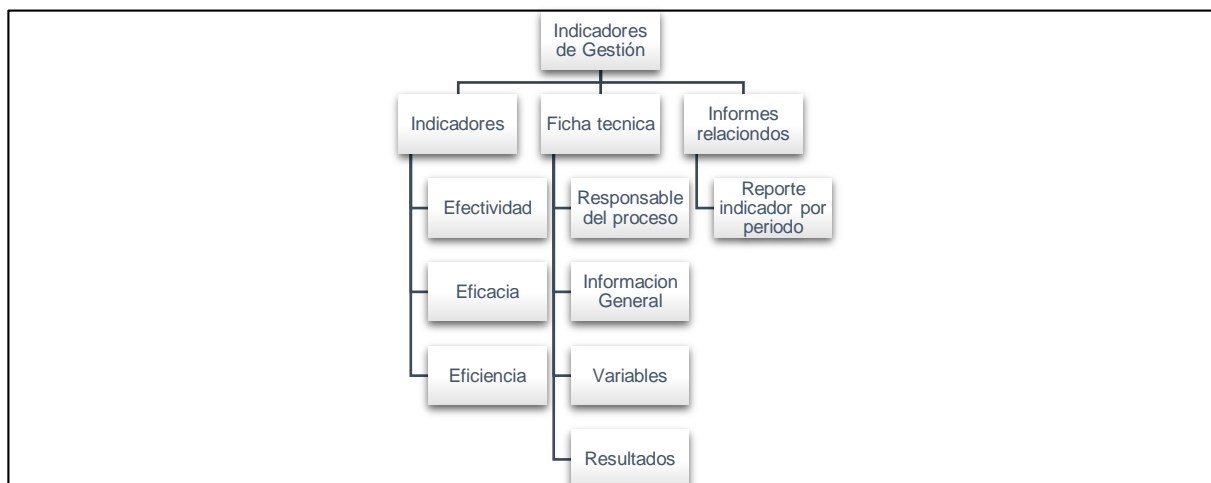 Indicadores
de Gestión
Indicadores
Ficha tecnica
Informes
relaciondos
Efectividad
Responsable
del proceso
Reporte
indicador por
periodo
Eficacia
Informacion
General
Eficiencia
Variables
Resultados